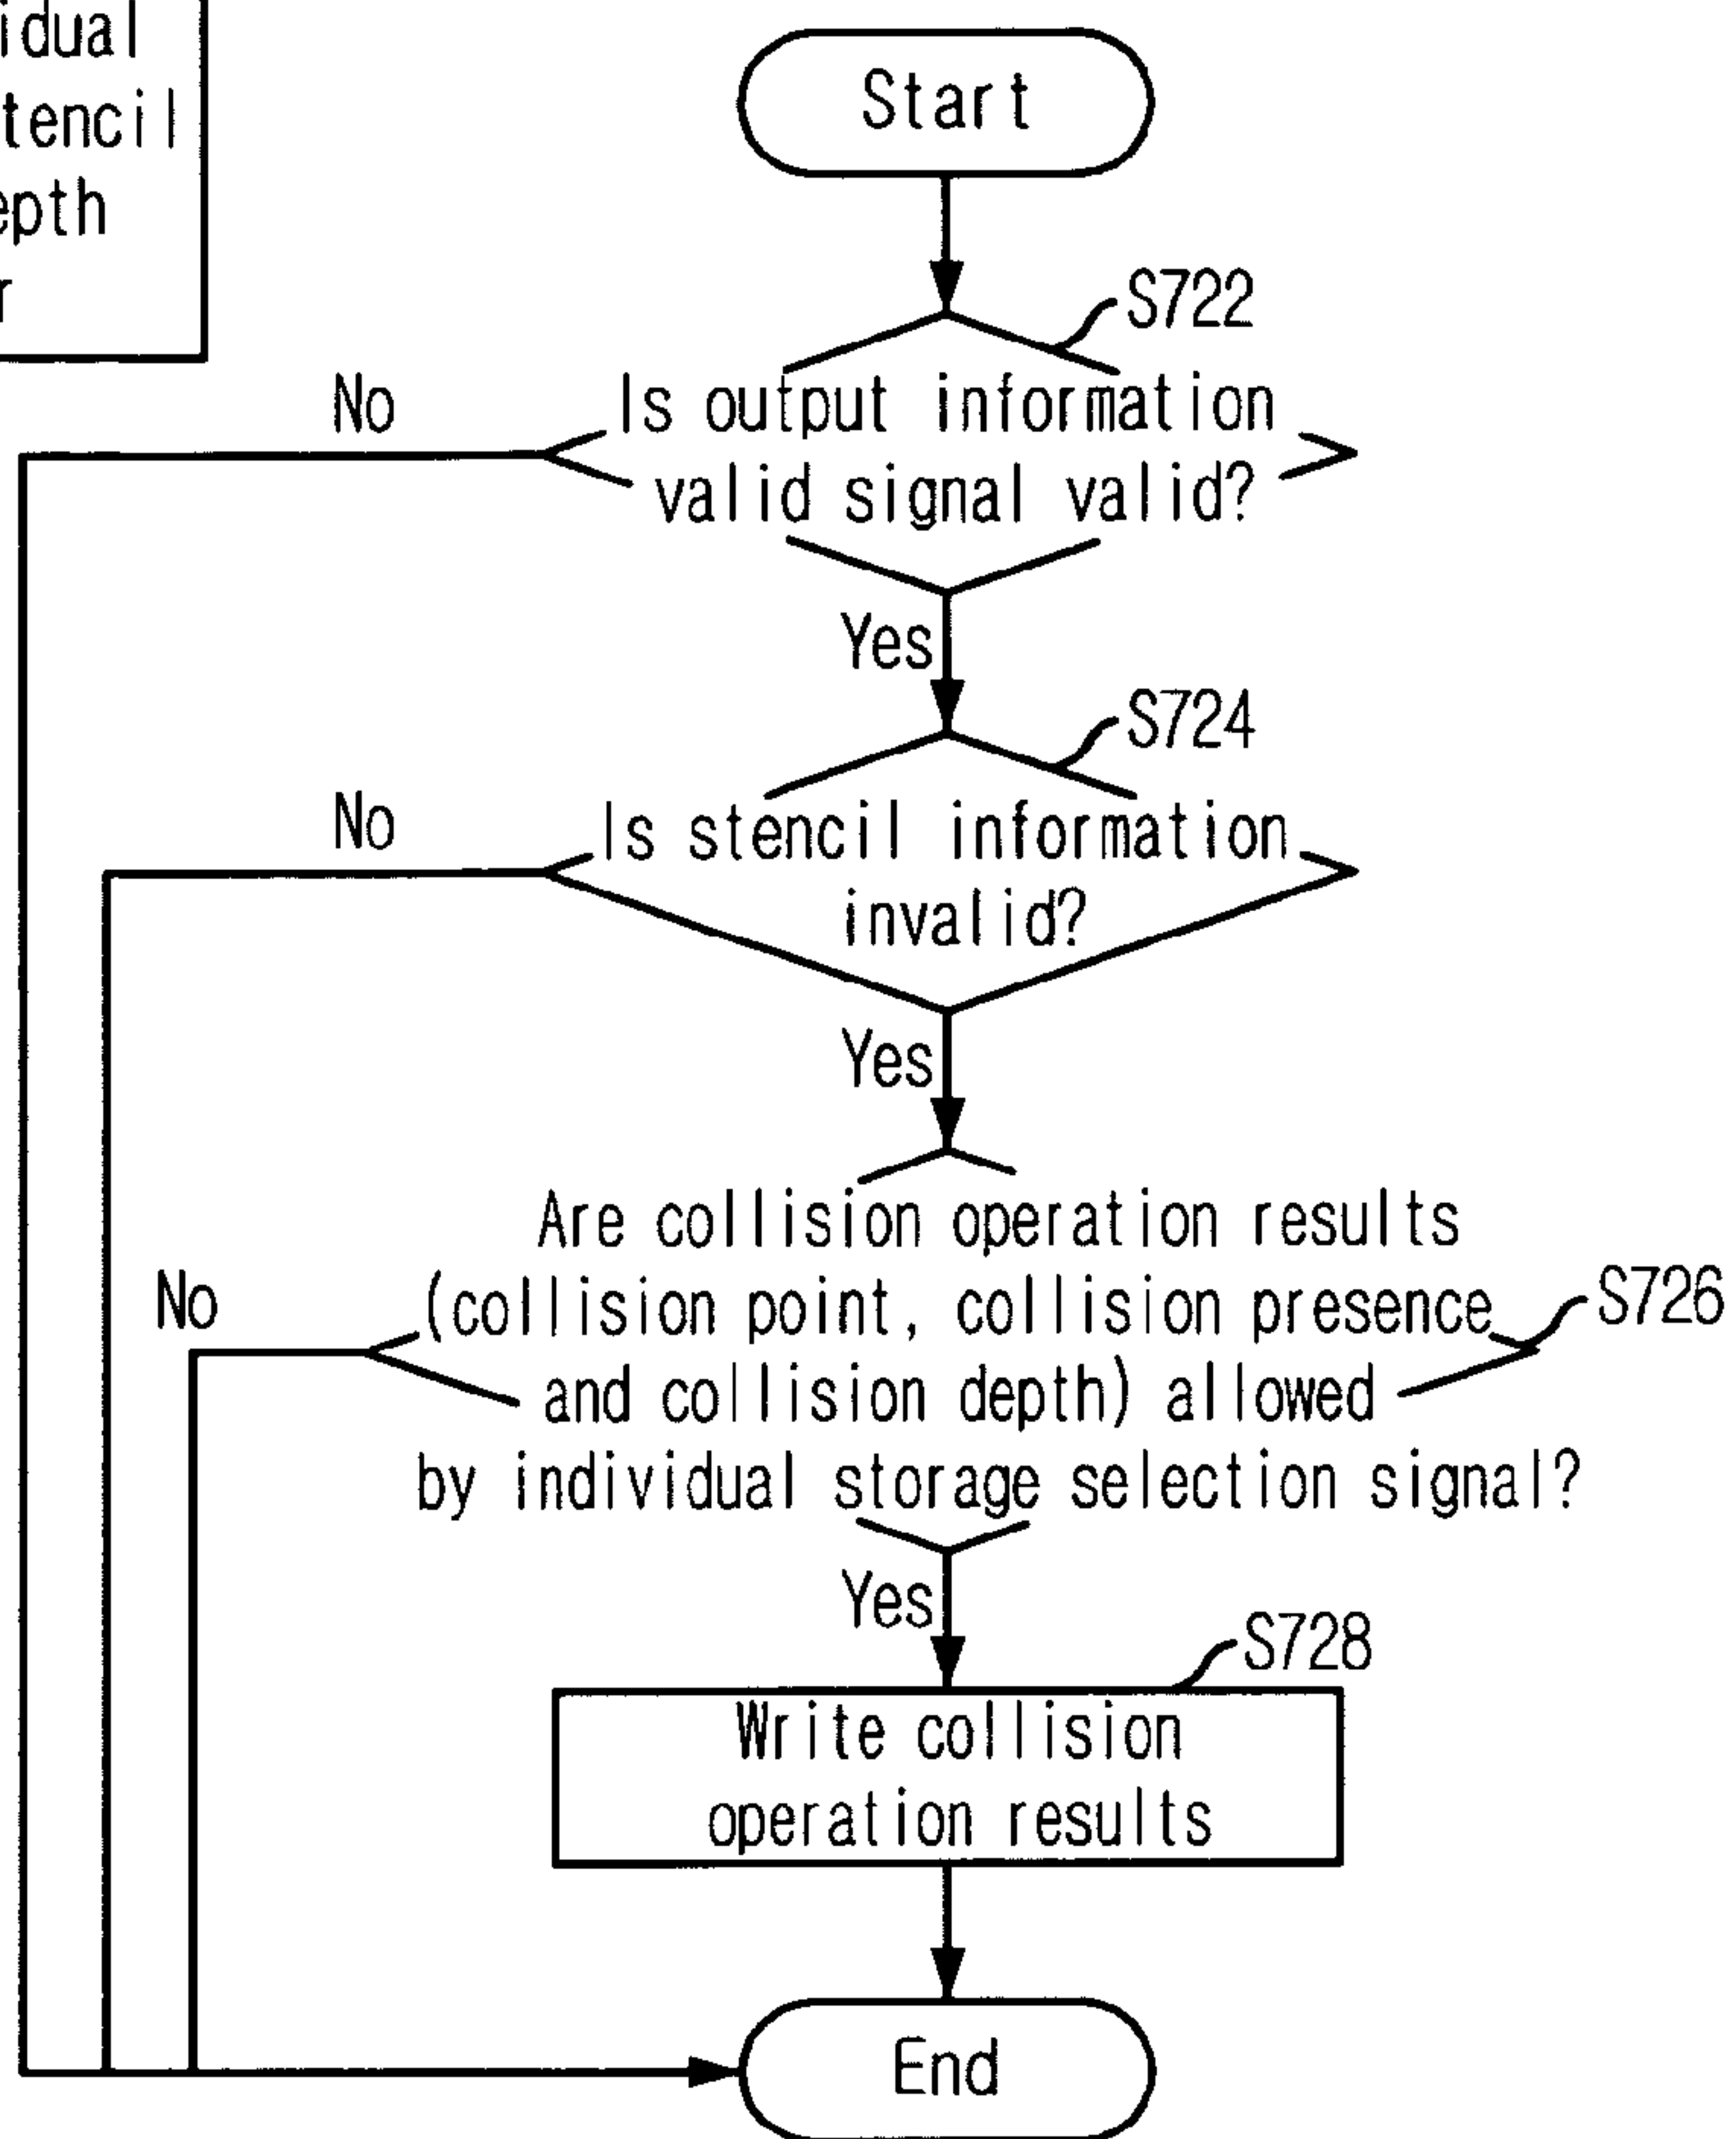 tencil
Start
S722
No
Is output information
valid signal valid?
Yes
S724
No
Is stencil information
invalid?
Yes
Are collision operation results
No
(collision point, collision presence
S726
and collision depth) allowed
by individual storage selection signal?
Yes
S728
Write collision
operation results
End